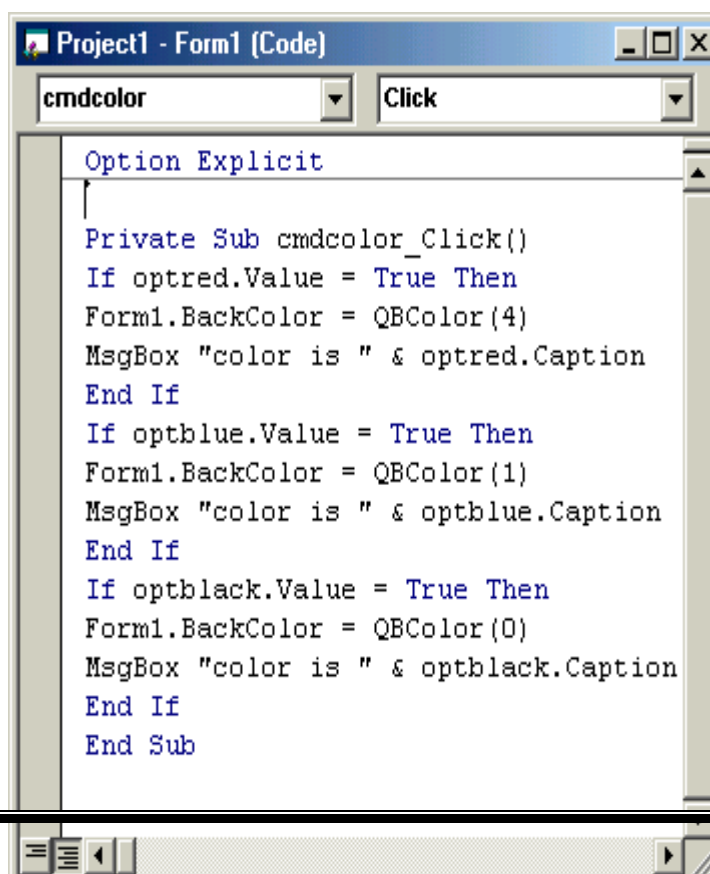 Project1 - Form1 (Code)
cmdcolor Click
Option Explicit
Private Sub cmdcolor_Click()
If optred.Value = True Then
Form1.BackColor = QBColor(4)
MsgBox "color is " & optred.Caption
End If
If optblue.Value = True Then
Form1.BackColor = QBColor(1)
MsgBox "color is " & optblue.Caption
End If
If optblack.Value = True Then
Form1.BackColor = QBColor(0)
MsgBox "color is " & optblack.Caption
End If
End Sub